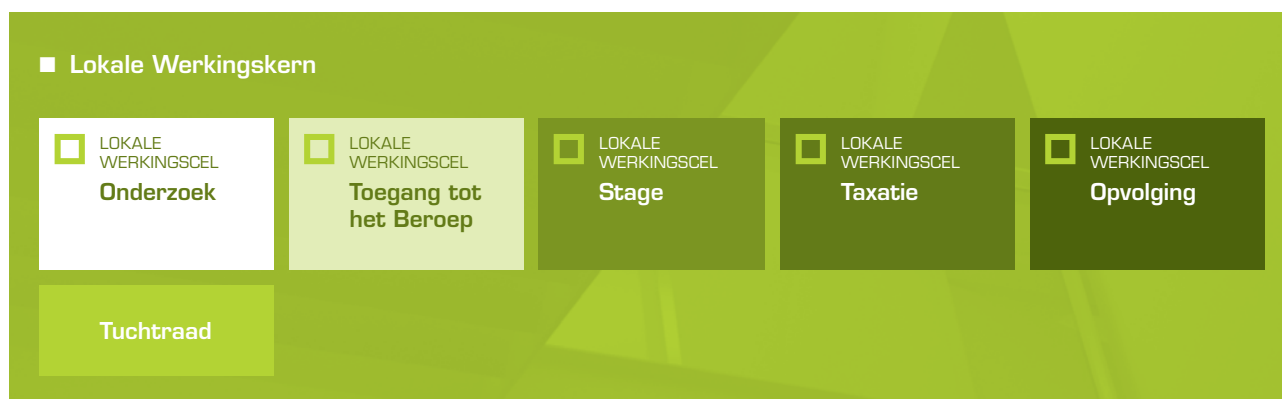 Lokale Werkingskern
LOKALE
WERKINGSCEL
Onderzoek
LOKALE
WERKINGSCEL
Toegang tot
het Beroep
LOKALE
WERKINGSCEL
Stage
LOKALE
WERKINGSCEL
Taxatie
LOKALE
WERKINGSCEL
Opvolging
Tuchtraad